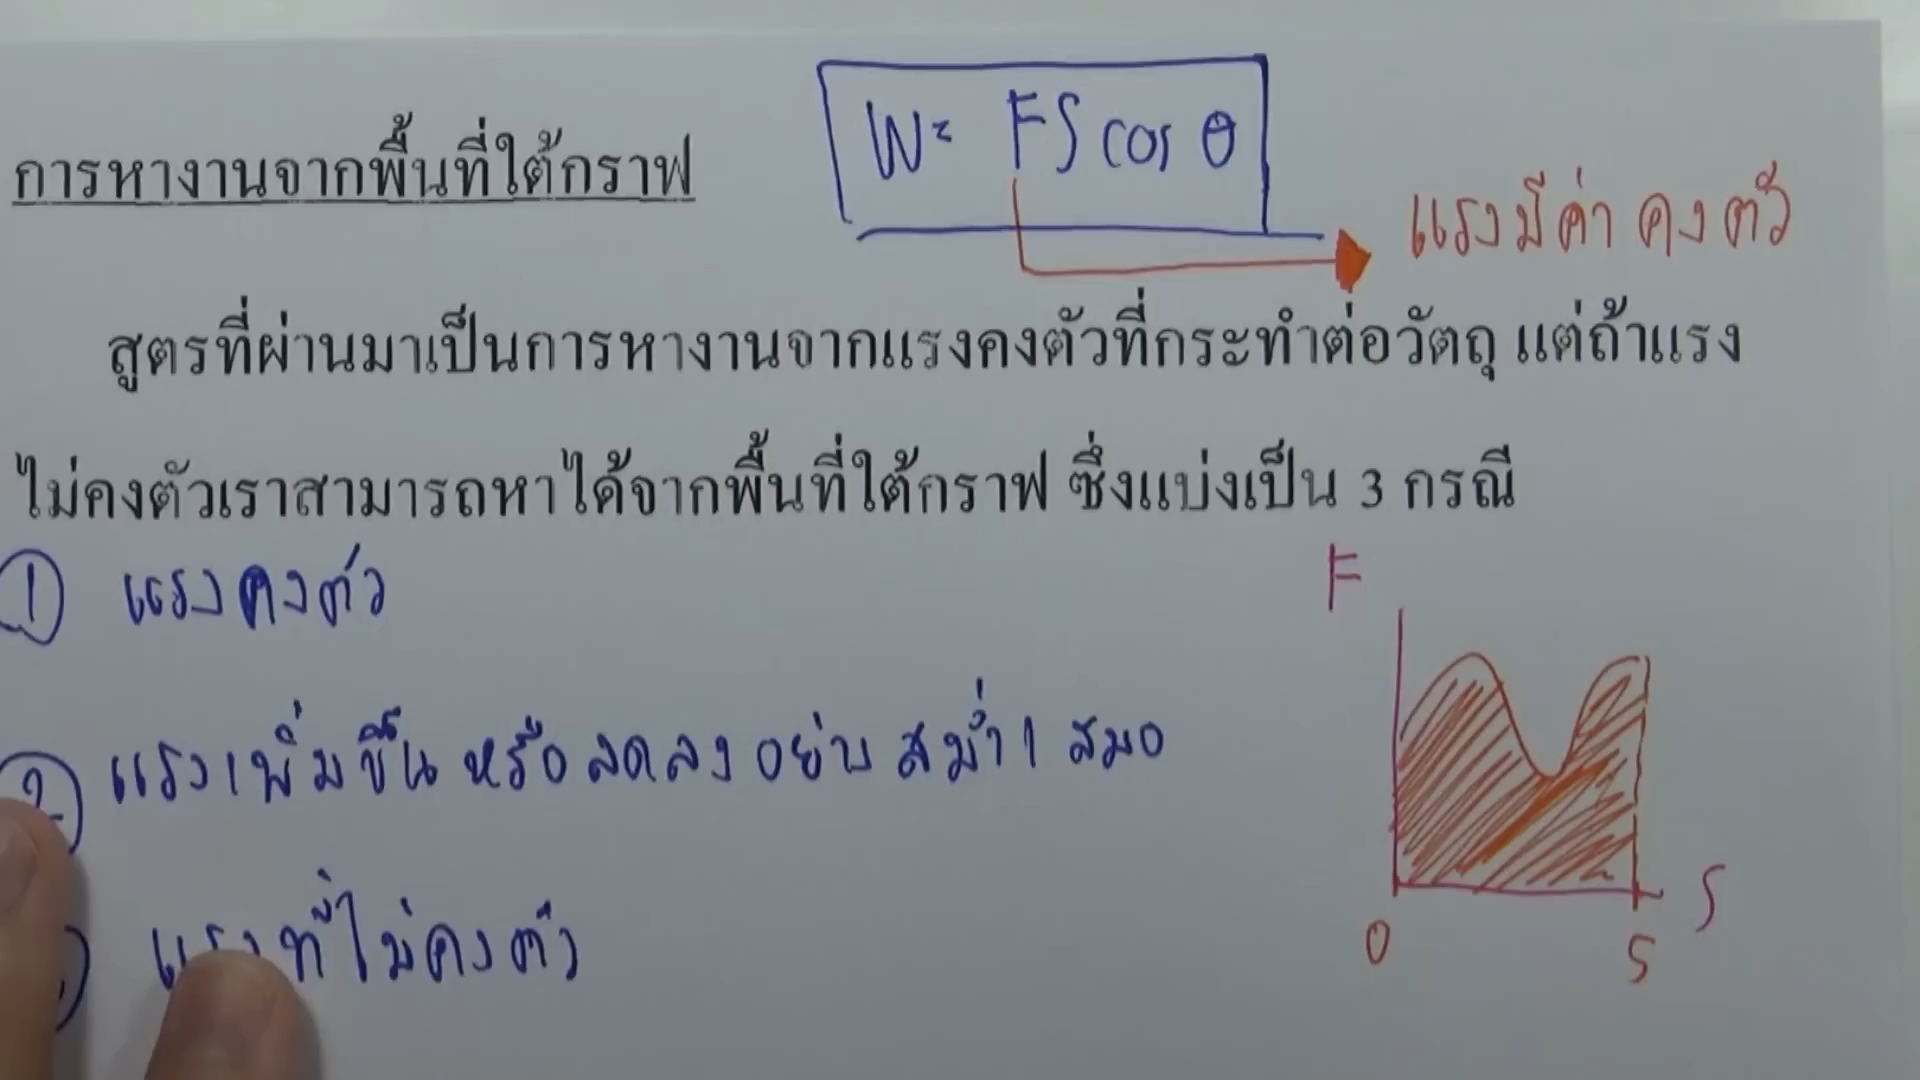 W = FS cos θ
การหางานจากพื้นที่ใต้กราฟ
แรงมีค่า คงตัว
สูตรที่ผ่านมาเป็นการหางานจากแรงคงตัวที่กระทำต่อวัตถุ แต่ถ้าแรง
ไม่คงตัวเราสามารถหาได้จากพื้นที่ใต้กราฟ ซึ่งแบ่งเป็น 3 กรณี
F
1 แรงคงตัว
2 แรงเพิ่มขึ้น หรือ ลดลง อย่าง สม่ำเสมอ
S
แรงที่ไม่คงตัว
0
S